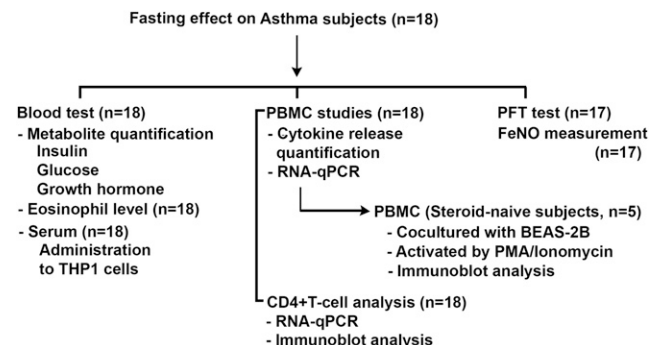 Fasting effect on Asthma subjects (n=18)
Blood test (n=18)
- Metabolite quantification
Insulin
Glucose
Growth hormone
- Eosinophil level (n=18)
- Serum (n=18)
Administration
to THP1 cells
PBMC studies (n=18)
- Cytokine release
quantification
- RNA-qPCR
PBMC (Steroid-naive subjects, n=5)
- Cocultured with BEAS-2B
- Activated by PMA/Ionomycin
- Immunoblot analysis
CD4+T-cell analysis (n=18)
- RNA-qPCR
- Immunoblot analysis
PFT test (n=17)
FeNO measurement
(n=17)